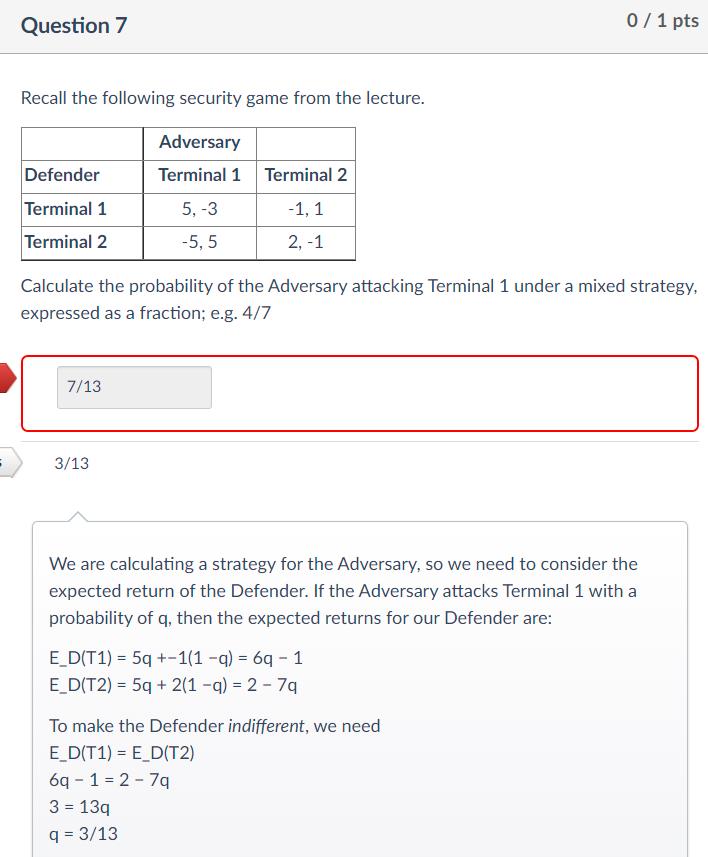 Question 7
0 / 1 pts
Recall the following security game from the lecture.
Adversary
Defender Terminal 1 Terminal 2
Terminal 1 5, -3 -1, 1
Terminal 2 -5, 5 2, -1
Calculate the probability of the Adversary attacking Terminal 1 under a mixed strategy,
expressed as a fraction; e.g. 4/7
7/13
3/13
We are calculating a strategy for the Adversary, so we need to consider the
expected return of the Defender. If the Adversary attacks Terminal 1 with a
probability of q, then the expected returns for our Defender are:
E_D(T1) = 5q +−1(1 −q) = 6q − 1
E_D(T2) = 5q + 2(1 −q) = 2 − 7q
To make the Defender indifferent, we need
E_D(T1) = E_D(T2)
6q − 1 = 2 − 7q
3 = 13q
q = 3/13